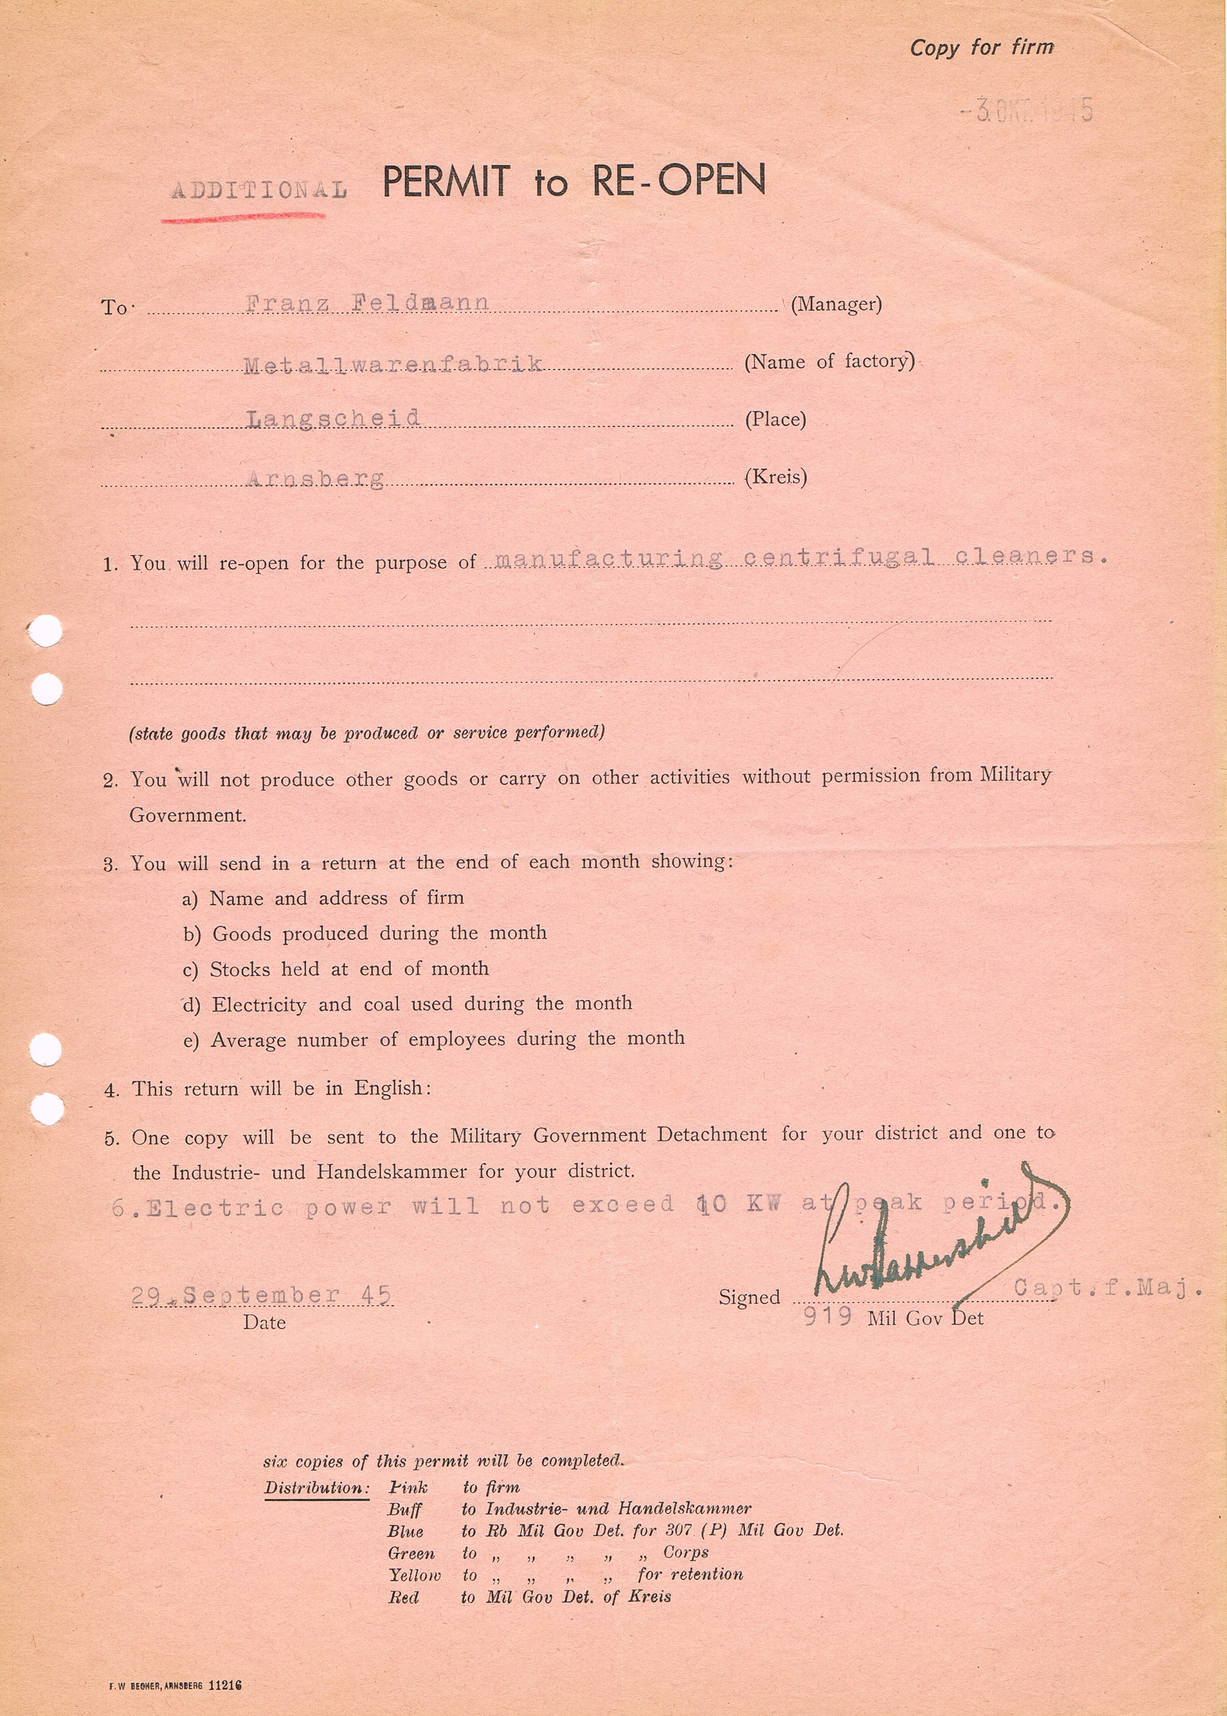 Copy for firm
-3. OKT. 1945
ADDITIONAL PERMIT to RE-OPEN
To Franz Feldmann (Manager)
Metallwarenfabrik (Name of factory)
Langscheid (Place)
Arnsberg (Kreis)
1. You will re-open for the purpose of manufacturing centrifugal cleaners.
(state goods that may be produced or service performed)
2. You will not produce other goods or carry on other activities without permission from Military
Government.
3. You will send in a return at the end of each month showing:
a) Name and address of firm
b) Goods produced during the month
c) Stocks held at end of month
d) Electricity and coal used during the month
e) Average number of employees during the month
4. This return will be in English:
5. One copy will be sent to the Military Government Detachment for your district and one to
the Industrie- und Handelskammer for your district.
6. Electric power will not exceed 10 KW at peak period.
29. September 45
Date
Signed Capt. f. Maj.
919 Mil Gov Det
six copies of this permit will be completed.
Distribution: Pink to firm
Buff to Industrie- und Handelskammer
Blue to Rb Mil Gov Det. for 307 (P) Mil Gov Det.
Green to „ „ „ „ „ Corps
Yellow to „ „ „ „ for retention
Red to Mil Gov Det. of Kreis
F. W BECHER, ARNSBERG 11216